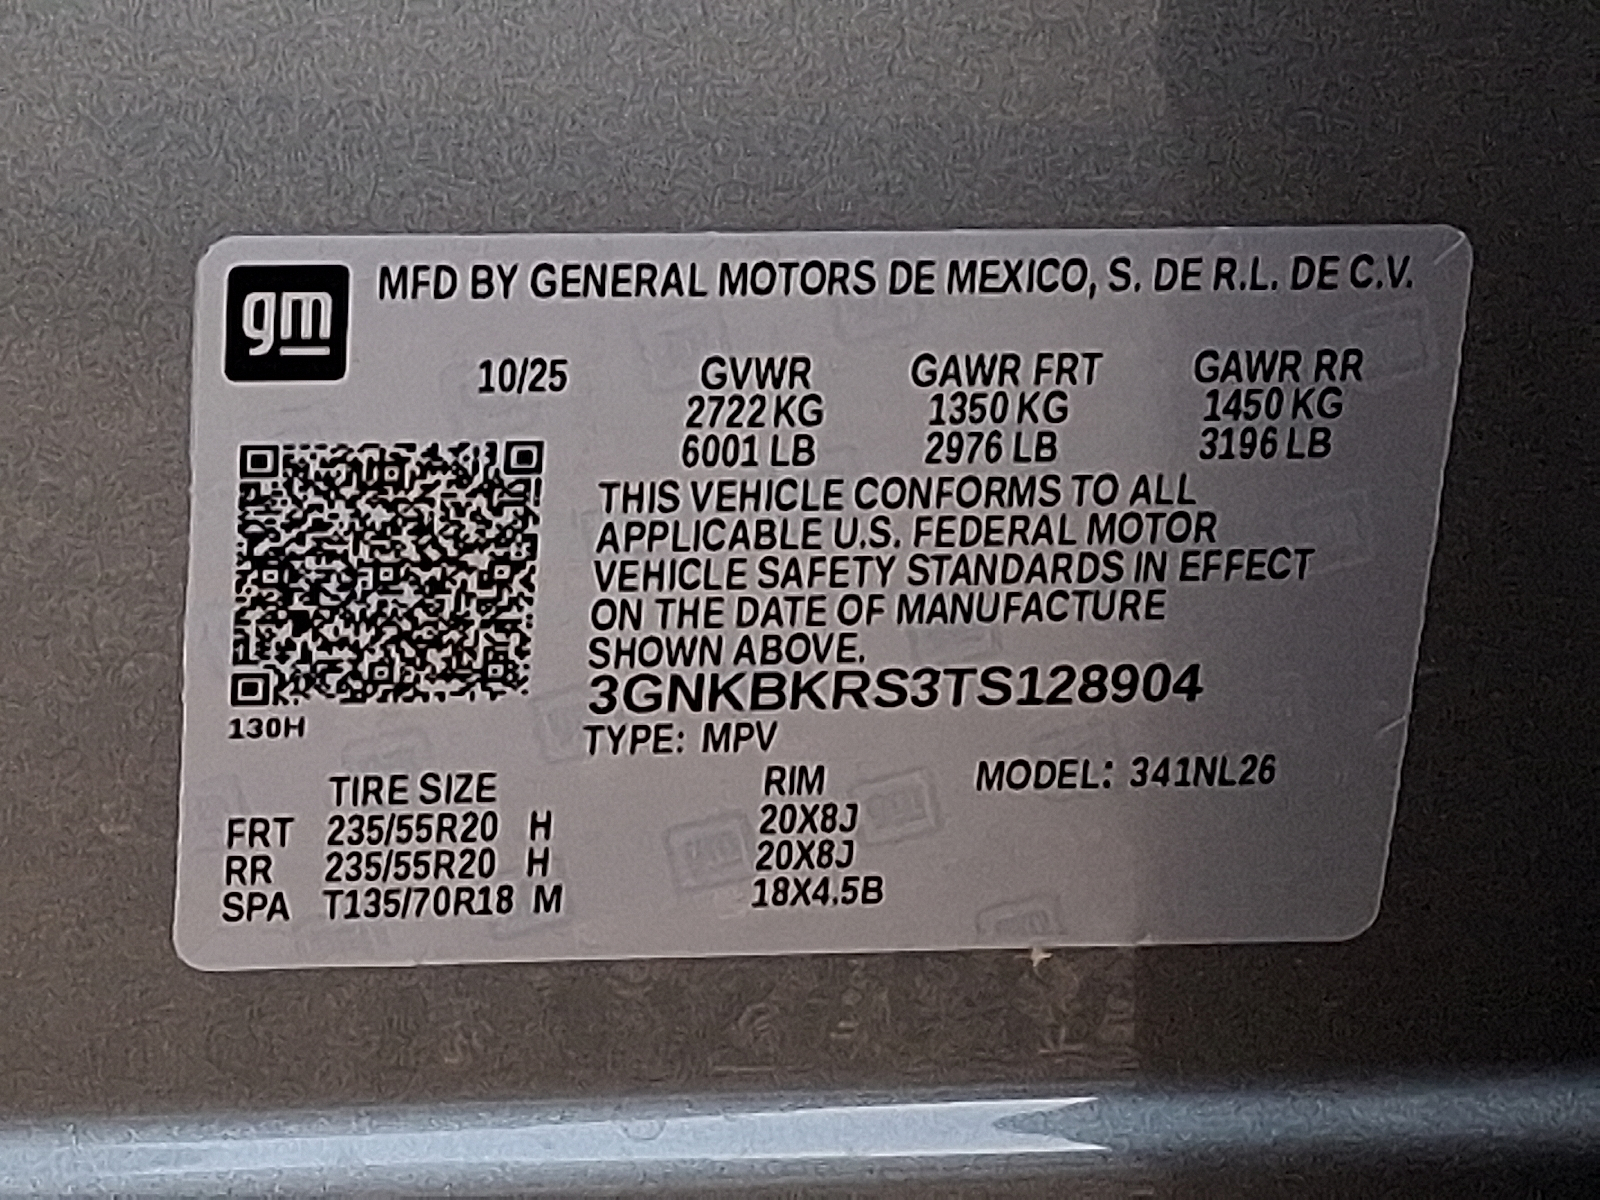 gm
MFD BY GENERAL MOTORS DE MEXICO, S. DE R.L. DE C.V.
10/25 GVWR GAWR FRT GAWR RR
2722 KG 1350 KG 1450 KG
6001 LB 2976 LB 3196 LB
THIS VEHICLE CONFORMS TO ALL
APPLICABLE U.S. FEDERAL MOTOR
VEHICLE SAFETY STANDARDS IN EFFECT
ON THE DATE OF MANUFACTURE
SHOWN ABOVE.
3GNKBKRS3TS128904
130H
TYPE: MPV
TIRE SIZE RIM MODEL: 341NL26
FRT 235/55R20 H 20X8J
RR 235/55R20 H 20X8J
SPA T135/70R18 M 18X4.5B